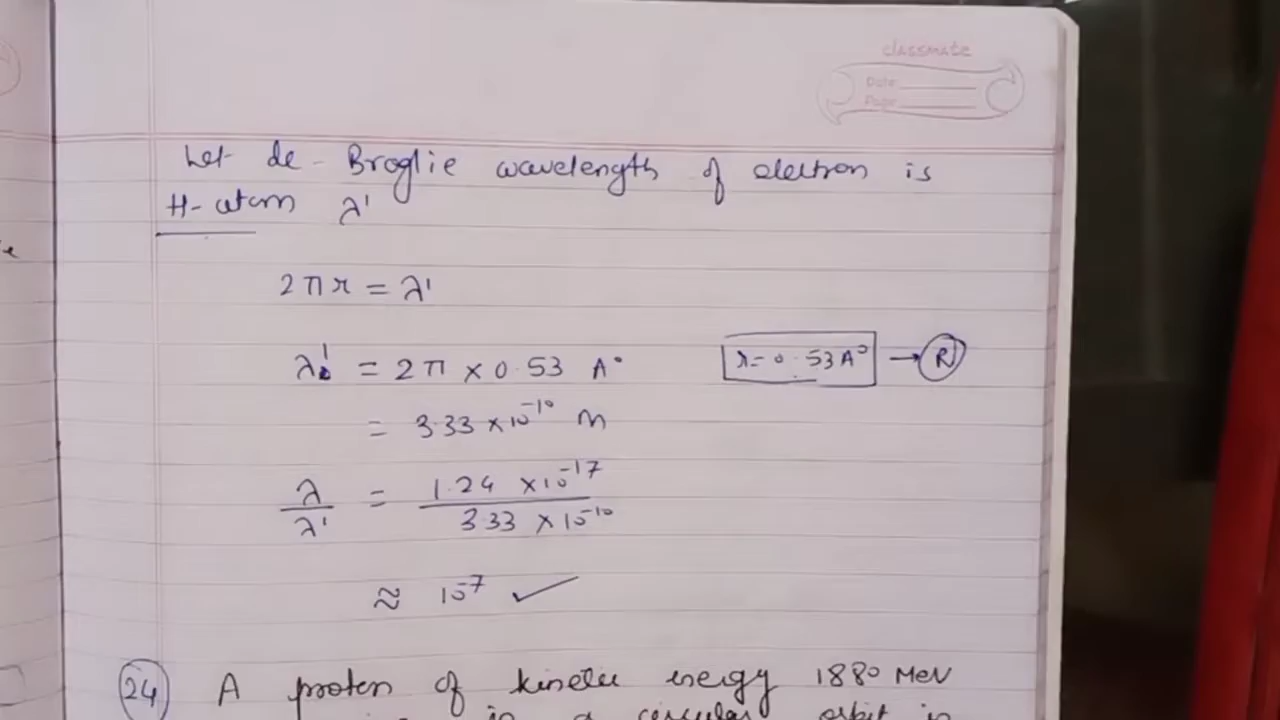 classmate
Date
Page
Let de-Broglie wavelength of electron is
H-atom λ'
2πr = λ'
λ' = 2π × 0.53 A° r=0.53A° → R
= 3.33 × 10⁻¹⁰ m
λ/λ' = 1.24 × 10⁻¹⁷ / 3.33 × 10⁻¹⁰
≈ 10⁻⁷ ✓
24 A proton of kinetic energy 1880 MeV
in a circular orbit in